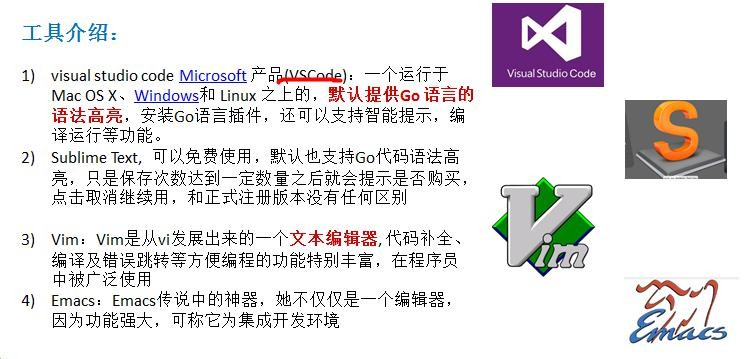 工具介绍：
1) visual studio code Microsoft 产品(VSCode)：一个运行于
Mac OS X、Windows和 Linux 之上的，默认提供Go 语言的
语法高亮，安装Go语言插件，还可以支持智能提示，编
译运行等功能。
2) Sublime Text, 可以免费使用，默认也支持Go代码语法高
亮，只是保存次数达到一定数量之后就会提示是否购买，
点击取消继续用，和正式注册版本没有任何区别
3) Vim：Vim是从vi发展出来的一个文本编辑器, 代码补全、
编译及错误跳转等方便编程的功能特别丰富，在程序员
中被广泛使用
4) Emacs：Emacs传说中的神器，她不仅仅是一个编辑器，
因为功能强大，可称它为集成开发环境
Visual Studio Code
S
Vim
Emacs